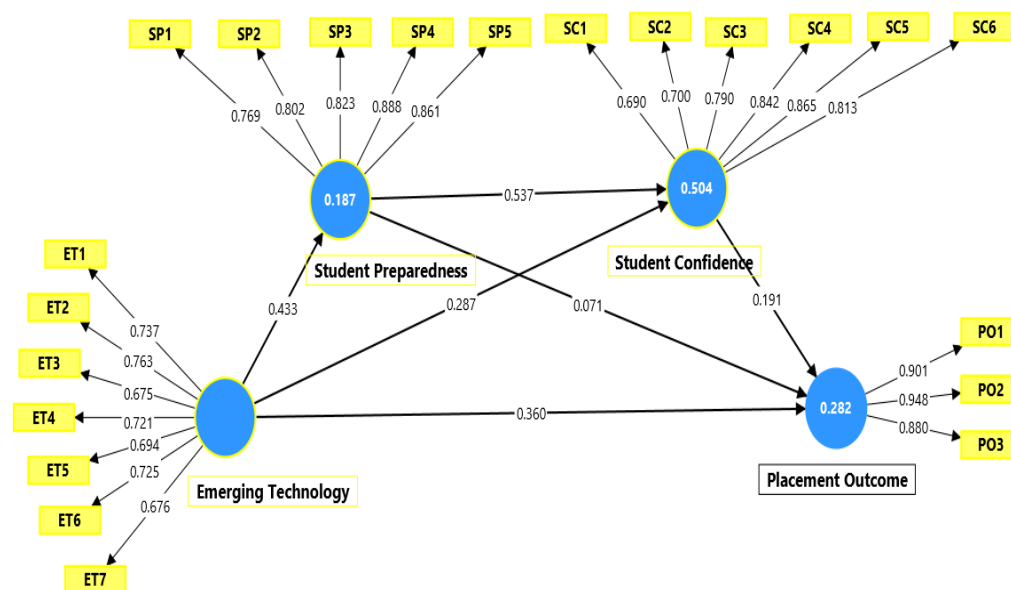 SP1 SP2 SP3 SP4 SP5 SC1 SC2 SC3 SC4 SC5 SC6
0.769 0.802 0.823 0.888 0.861 0.690 0.700 0.790 0.842 0.865 0.813
0.187 0.537 0.504
ET1 Student Preparedness Student Confidence
ET2 0.433 0.287 0.071 0.191
0.737
0.763
ET3
0.675
ET4 0.721 0.360 0.282
0.694
ET5
0.725
ET6
0.676
ET7
Emerging Technology
PO1
0.901
PO2
0.948
0.880
PO3
Placement Outcome